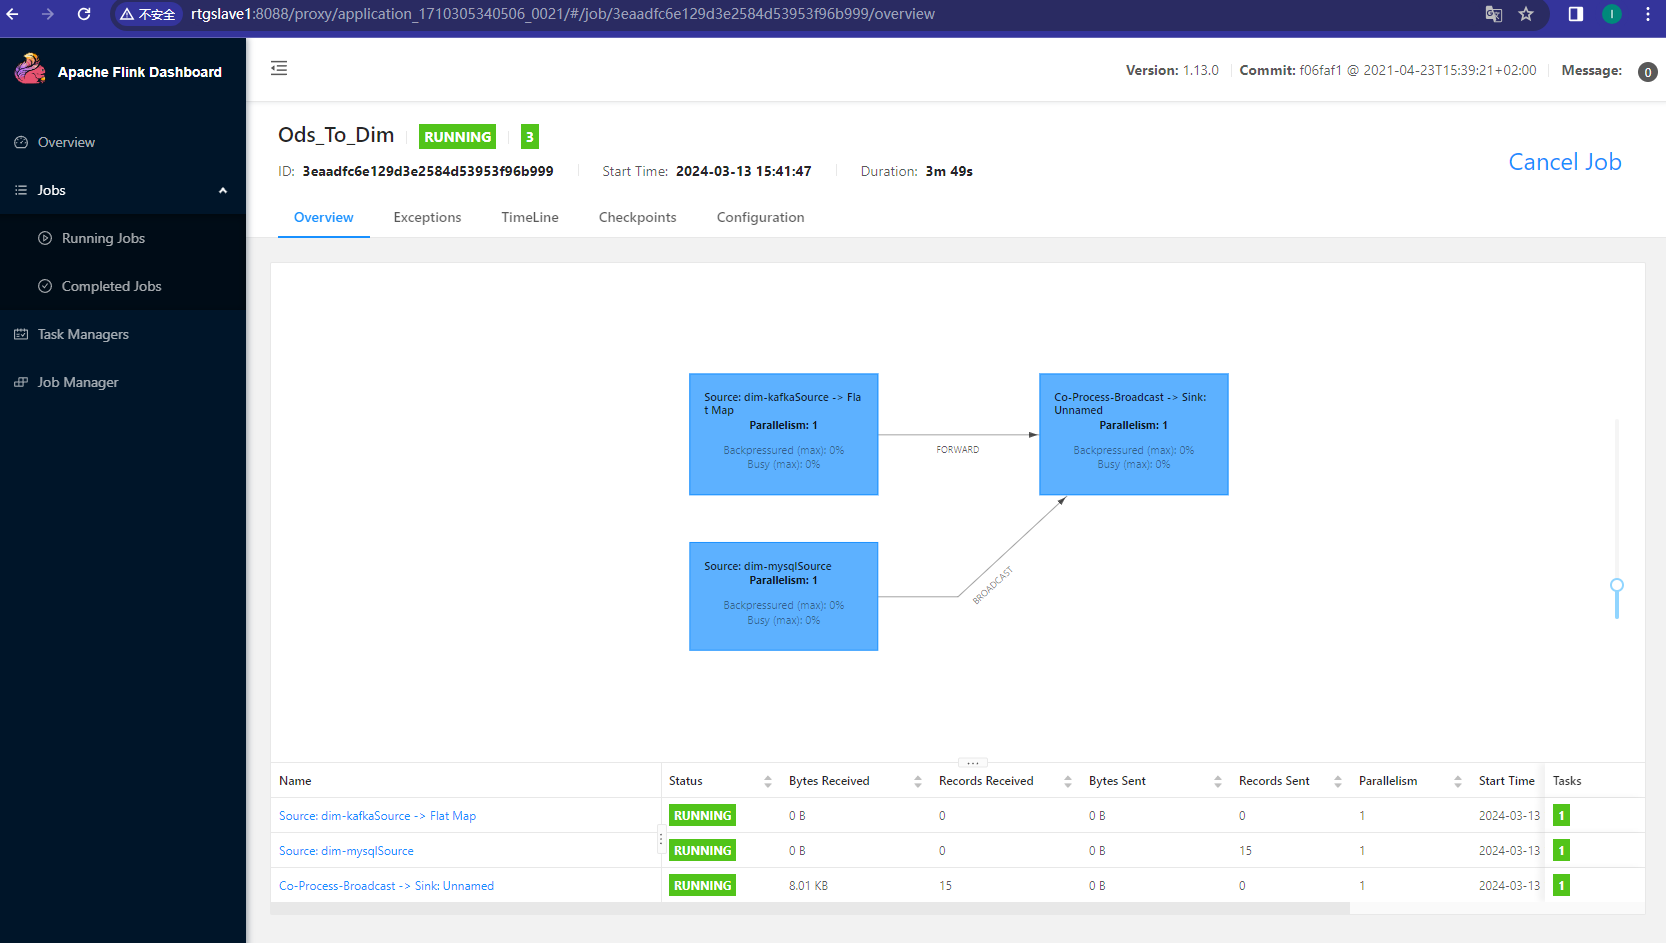 不安全 rtgslave1:8088/proxy/application_1710305340506_0021/#/job/3eaadfc6e129d3e2584d53953f96b999/overview I
Apache Flink Dashboard
Version: 1.13.0 Commit: f06faf1 @ 2021-04-23T15:39:21+02:00 Message: 0
Overview
Jobs
Running Jobs
Completed Jobs
Task Managers
Job Manager
Ods_To_Dim RUNNING 3
ID: 3eaadfc6e129d3e2584d53953f96b999 Start Time: 2024-03-13 15:41:47 Duration: 3m 49s
Cancel Job
Overview Exceptions TimeLine Checkpoints Configuration
Source: dim-kafkaSource -> Fla
t Map
Parallelism: 1
Backpressured (max): 0%
Busy (max): 0%
FORWARD
Co-Process-Broadcast -> Sink:
Unnamed
Parallelism: 1
Backpressured (max): 0%
Busy (max): 0%
Source: dim-mysqlSource
Parallelism: 1
Backpressured (max): 0%
Busy (max): 0%
BROADCAST
Name Status Bytes Received Records Received Bytes Sent Records Sent Parallelism Start Time Tasks
Source: dim-kafkaSource -> Flat Map RUNNING 0 B 0 0 B 0 1 2024-03-13 1
Source: dim-mysqlSource RUNNING 0 B 0 0 B 15 1 2024-03-13 1
Co-Process-Broadcast -> Sink: Unnamed RUNNING 8.01 KB 15 0 B 0 1 2024-03-13 1